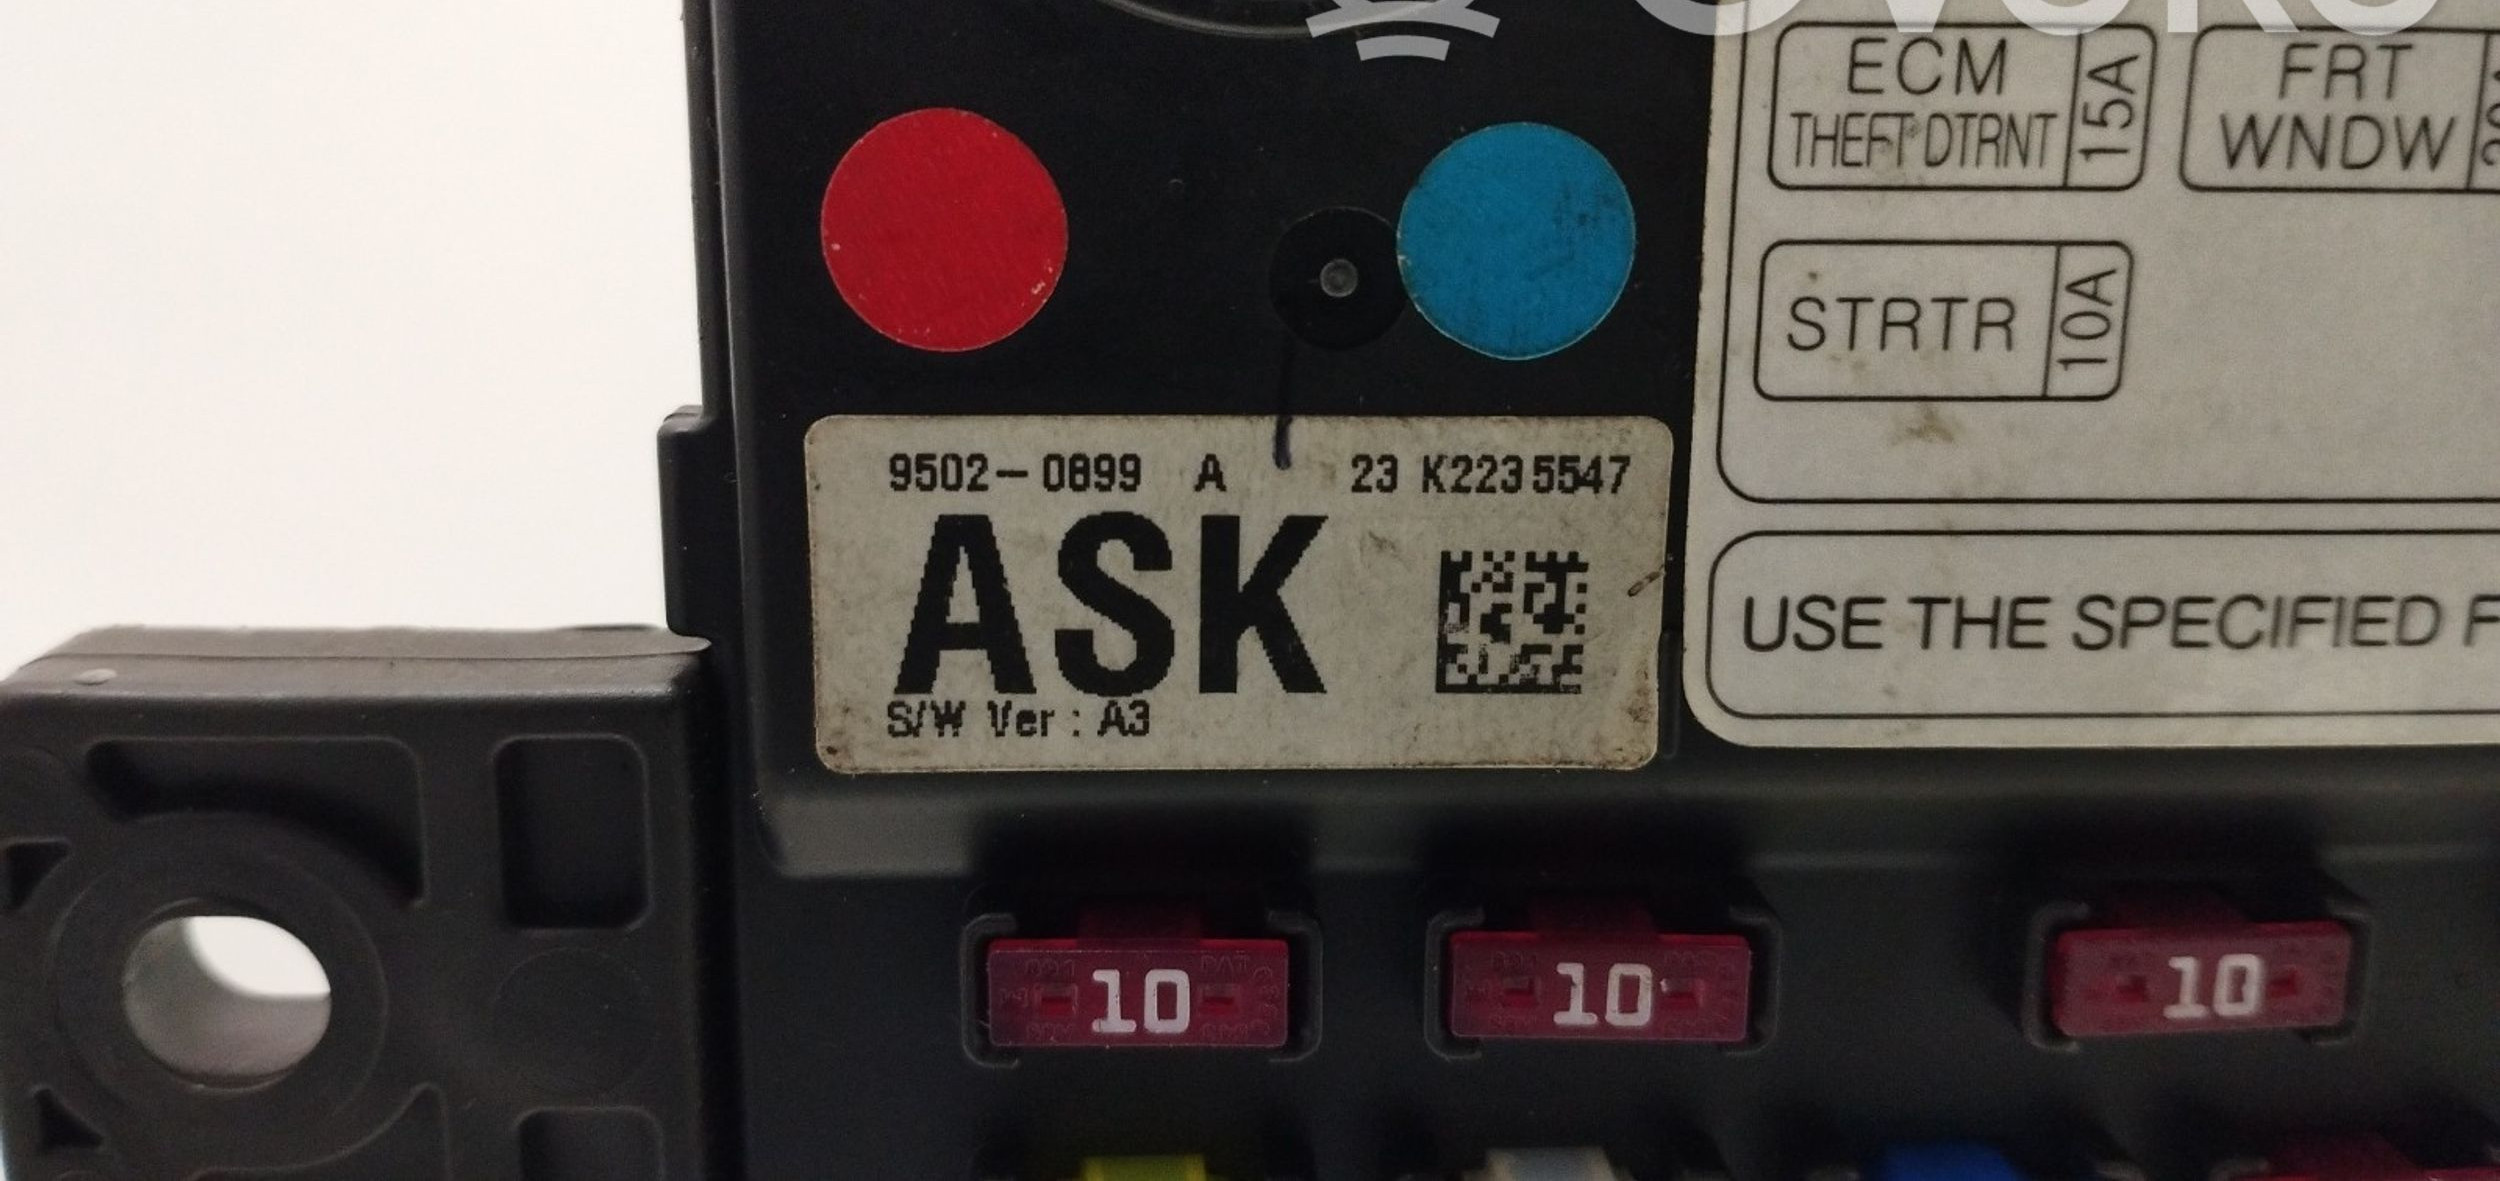 ECM
THEFT DTRNT
15A
FRT
WNDW
STRTR
10A
9502-0899 A 23 K2235547
ASK
S/W Ver : A3
USE THE SPECIFIED
10
10
10